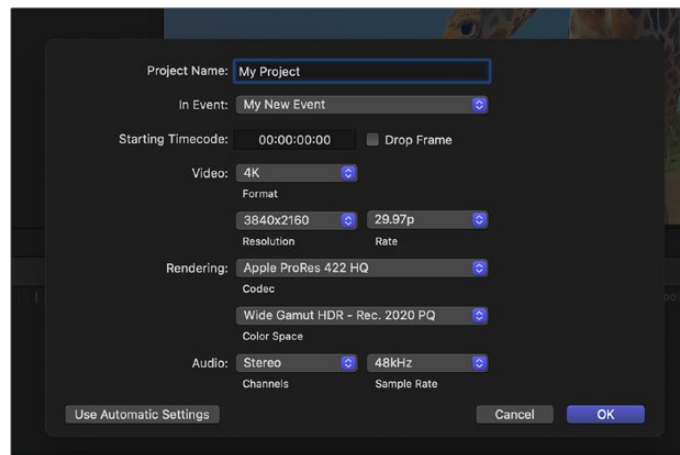 Project Name: My Project
In Event: My New Event
Starting Timecode: 00:00:00:00 Drop Frame
Video: 4K
Format
3840x2160 29.97p
Resolution Rate
Rendering: Apple ProRes 422 HQ
Codec
Wide Gamut HDR - Rec. 2020 PQ
Color Space
Audio: Stereo 48kHz
Channels Sample Rate
Use Automatic Settings Cancel OK